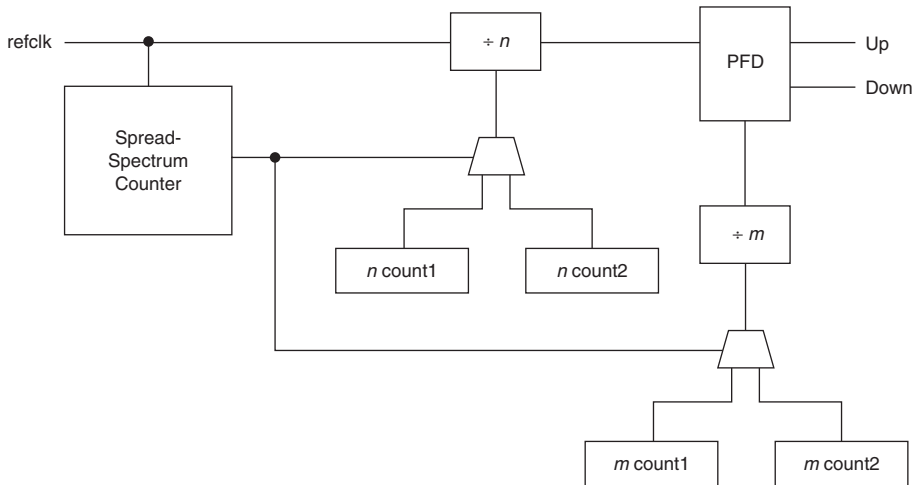 refclk
÷ n
PFD
Up
Down
Spread-
Spectrum
Counter
÷ m
n count1
n count2
m count1
m count2